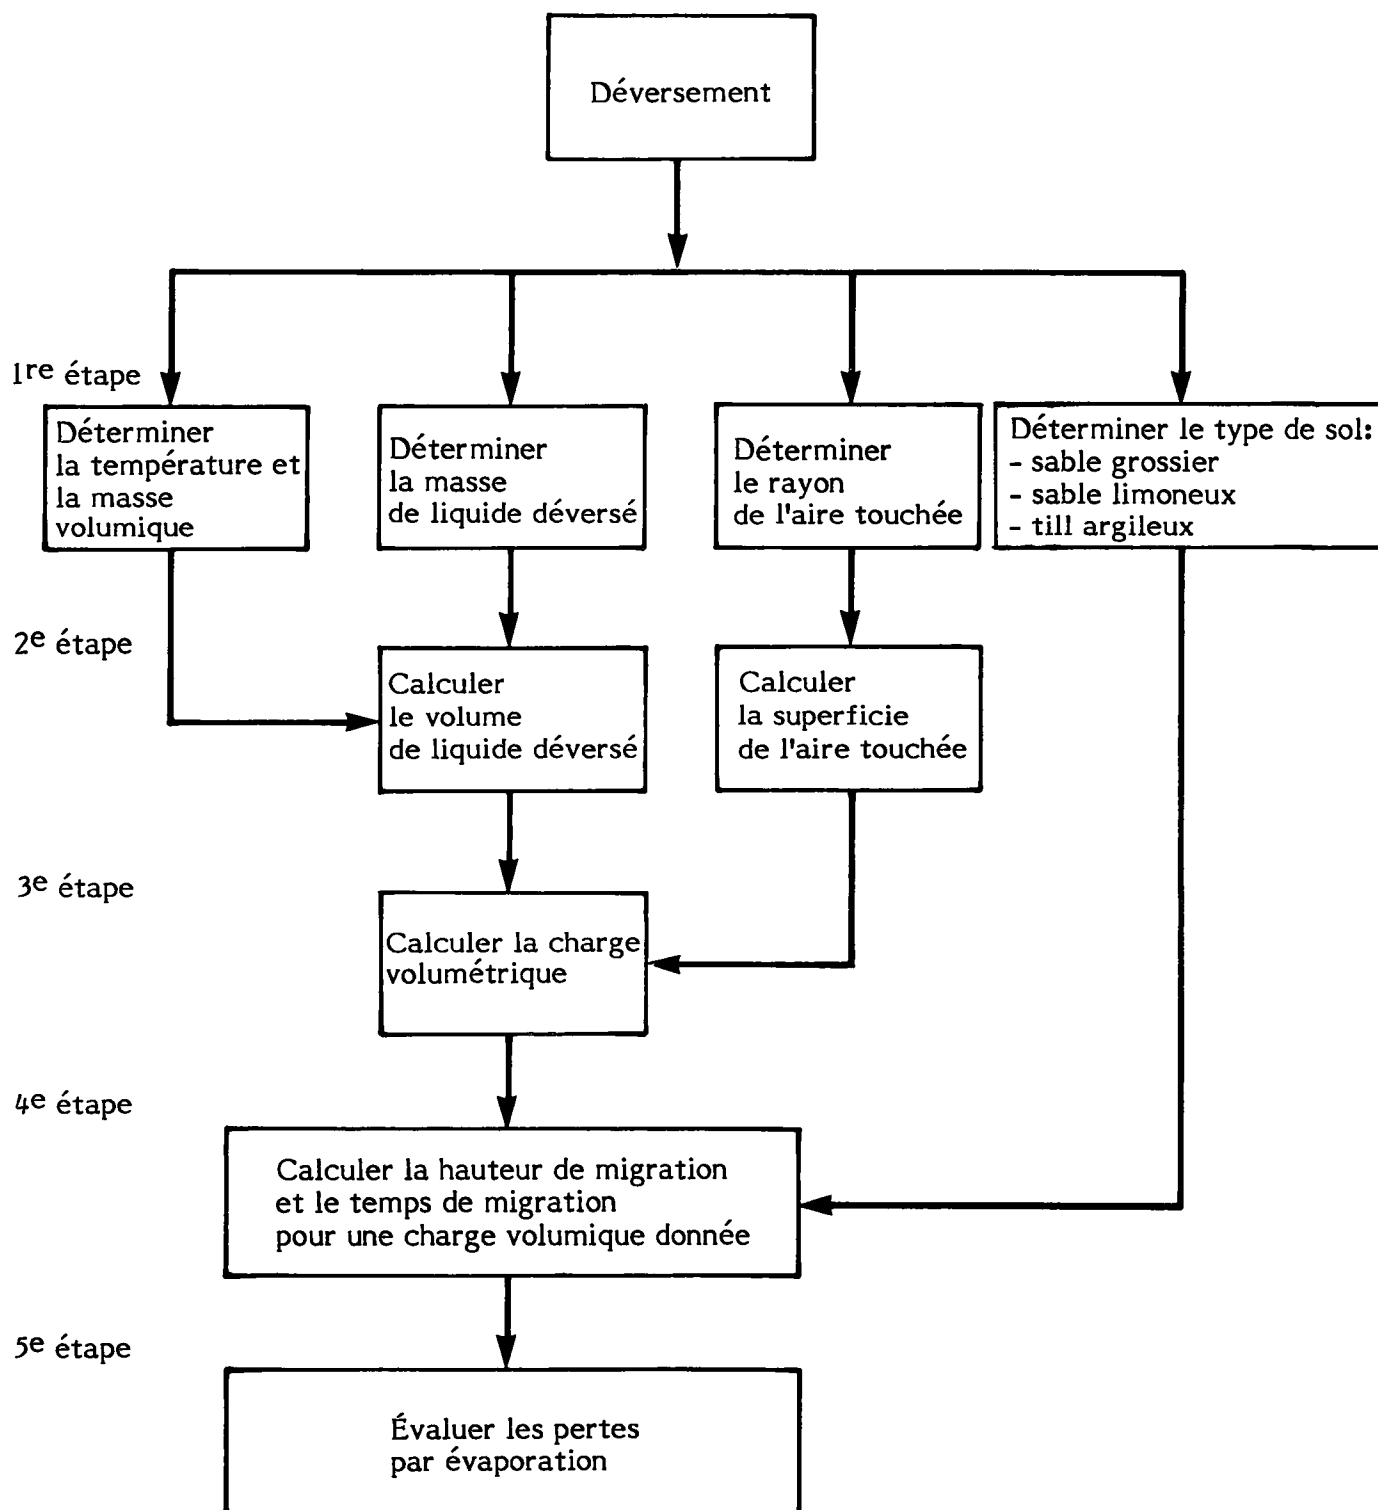 Déversement
1re étape
Déterminer
la température et
la masse
volumique
Déterminer
la masse
de liquide déversé
Déterminer
le rayon
de l'aire touchée
Déterminer le type de sol:
- sable grossier
- sable limoneux
- till argileux
2e étape
Calculer
le volume
de liquide déversé
Calculer
la superficie
de l'aire touchée
3e étape
Calculer la charge
volumétrique
4e étape
Calculer la hauteur de migration
et le temps de migration
pour une charge volumique donnée
5e étape
Évaluer les pertes
par évaporation